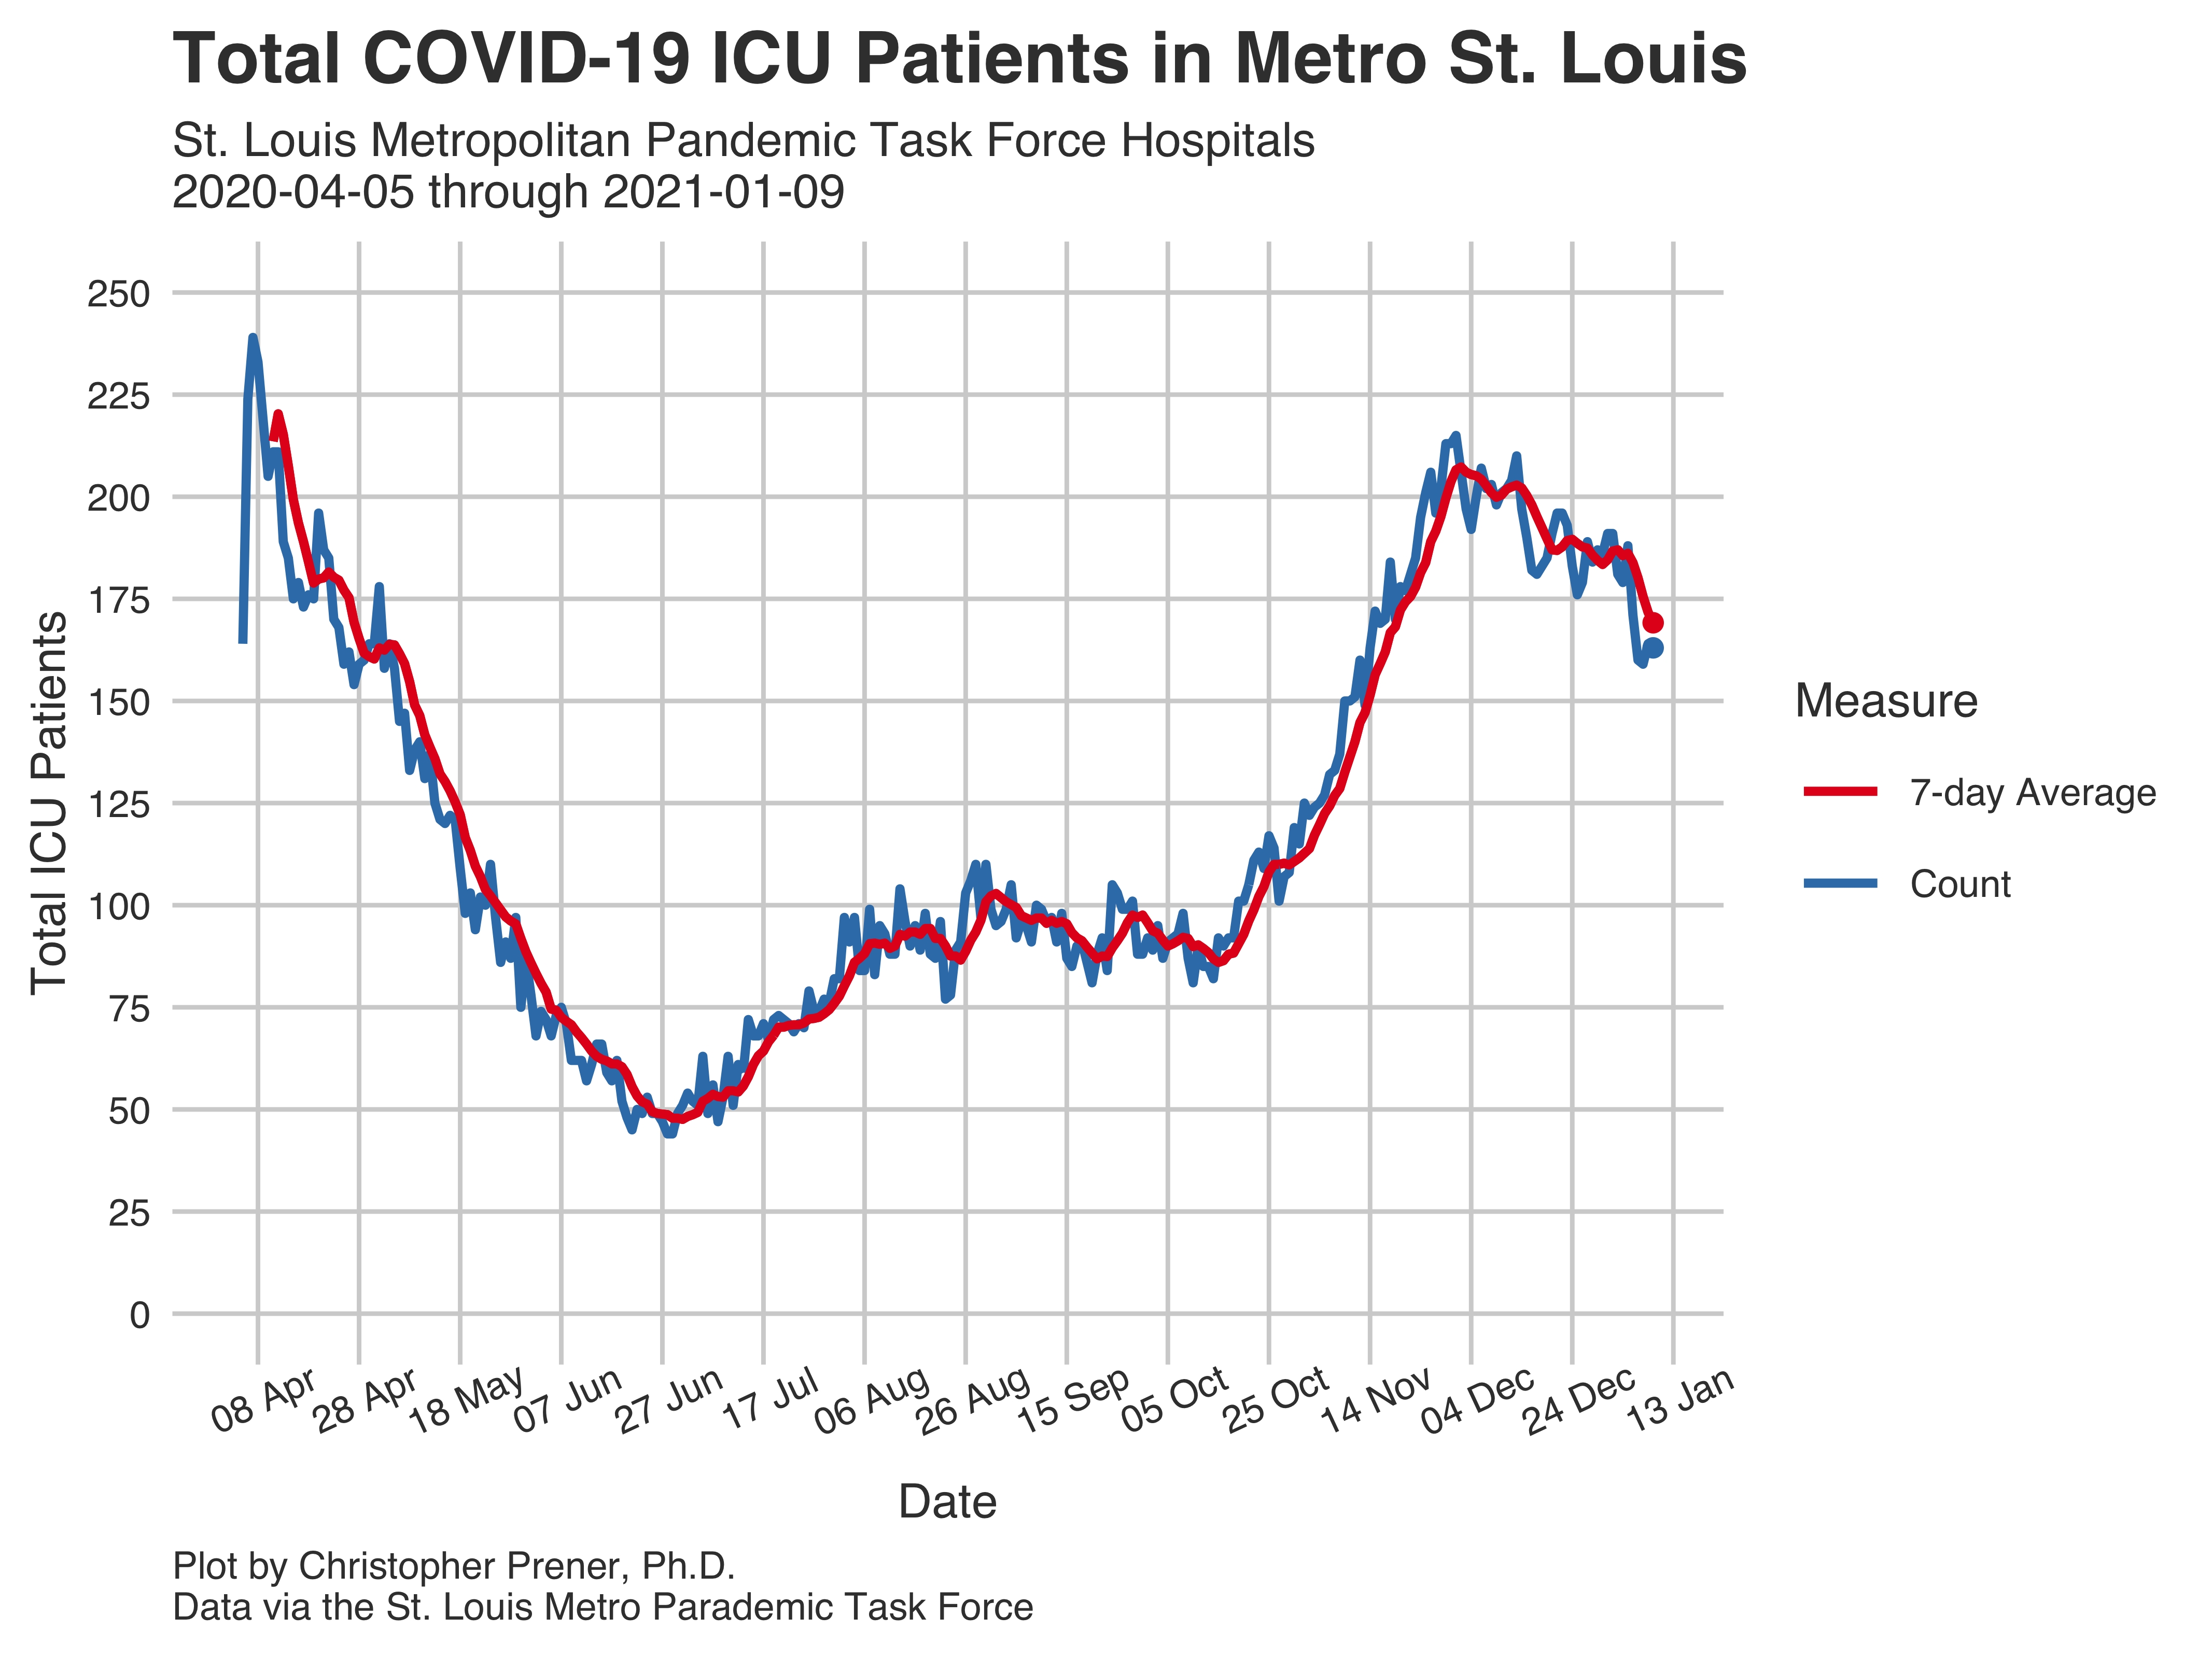 Total COVID-19 ICU Patients in Metro St. Louis
St. Louis Metropolitan Pandemic Task Force Hospitals
2020-04-05 through 2021-01-09
Total ICU Patients
250
225
200
175
150
125
100
75
50
25
0
08 Apr
28 Apr
18 May
07 Jun
27 Jun
17 Jul
06 Aug
26 Aug
15 Sep
05 Oct
25 Oct
14 Nov
04 Dec
24 Dec
13 Jan
Date
Measure
7-day Average
Count
Plot by Christopher Prener, Ph.D.
Data via the St. Louis Metro Parademic Task Force